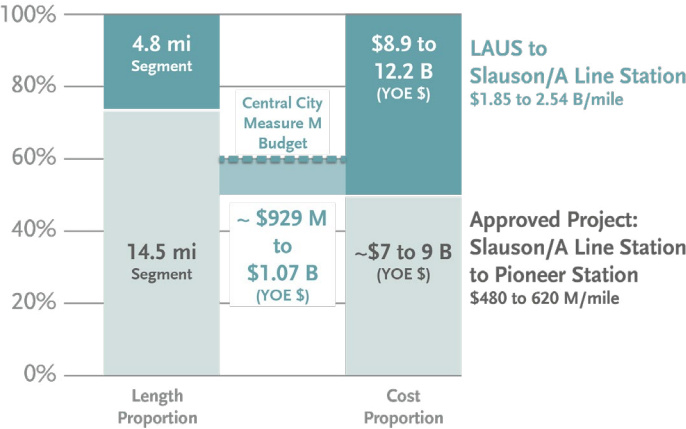 100%
80%
60%
40%
20%
0%
4.8 mi
Segment
14.5 mi
Segment
Central City
Measure M
Budget
~ $929 M
to
$1.07 B
(YOE $)
$8.9 to
12.2 B
(YOE $)
~$7 to 9 B
(YOE $)
LAUS to
Slauson/A Line Station
$1.85 to 2.54 B/mile
Approved Project:
Slauson/A Line Station
to Pioneer Station
$480 to 620 M/mile
Length
Proportion
Cost
Proportion